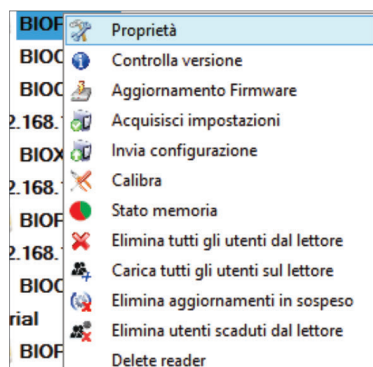 BIOF
Proprietà
BIOC
Controlla versione
BIOC
Aggiornamento Firmware
2.168.
Acquisisci impostazioni
BIOX
Invia configurazione
2.168.
Calibra
BIOF
Stato memoria
2.168.
Elimina tutti gli utenti dal lettore
BIOC
Carica tutti gli utenti sul lettore
Elimina aggiornamenti in sospeso
rial
Elimina utenti scaduti dal lettore
BIOF
Delete reader